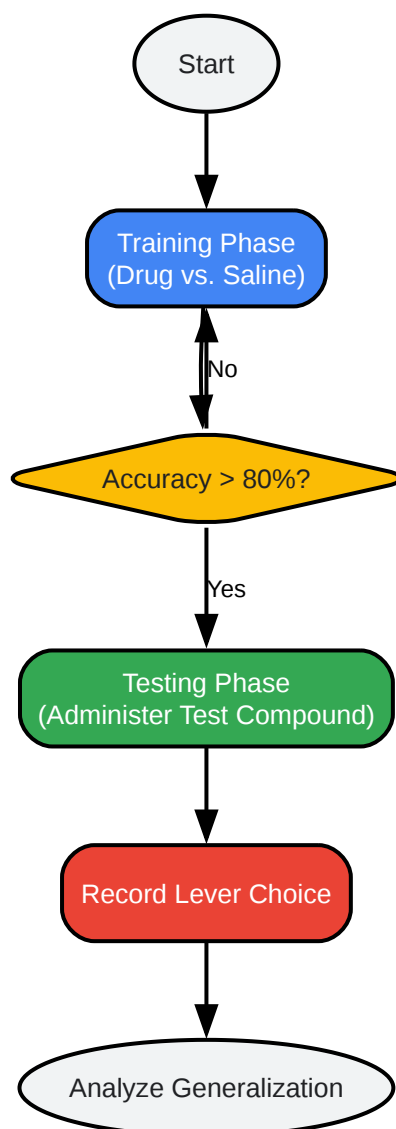 Start
Training Phase
(Drug vs. Saline)
No
Accuracy > 80%?
Yes
Testing Phase
(Administer Test Compound)
Record Lever Choice
Analyze Generalization